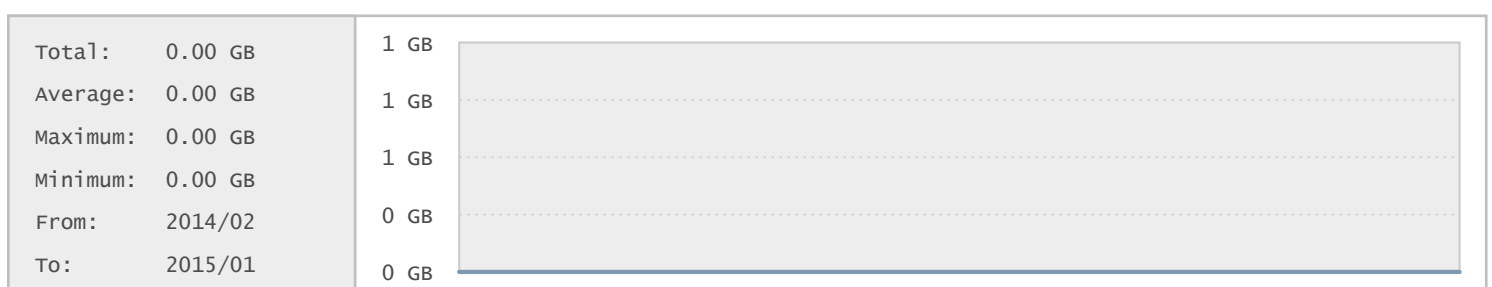 Total: 0.00 GB
Average: 0.00 GB
Maximum: 0.00 GB
Minimum: 0.00 GB
From: 2014/02
To: 2015/01
1 GB
1 GB
1 GB
0 GB
0 GB